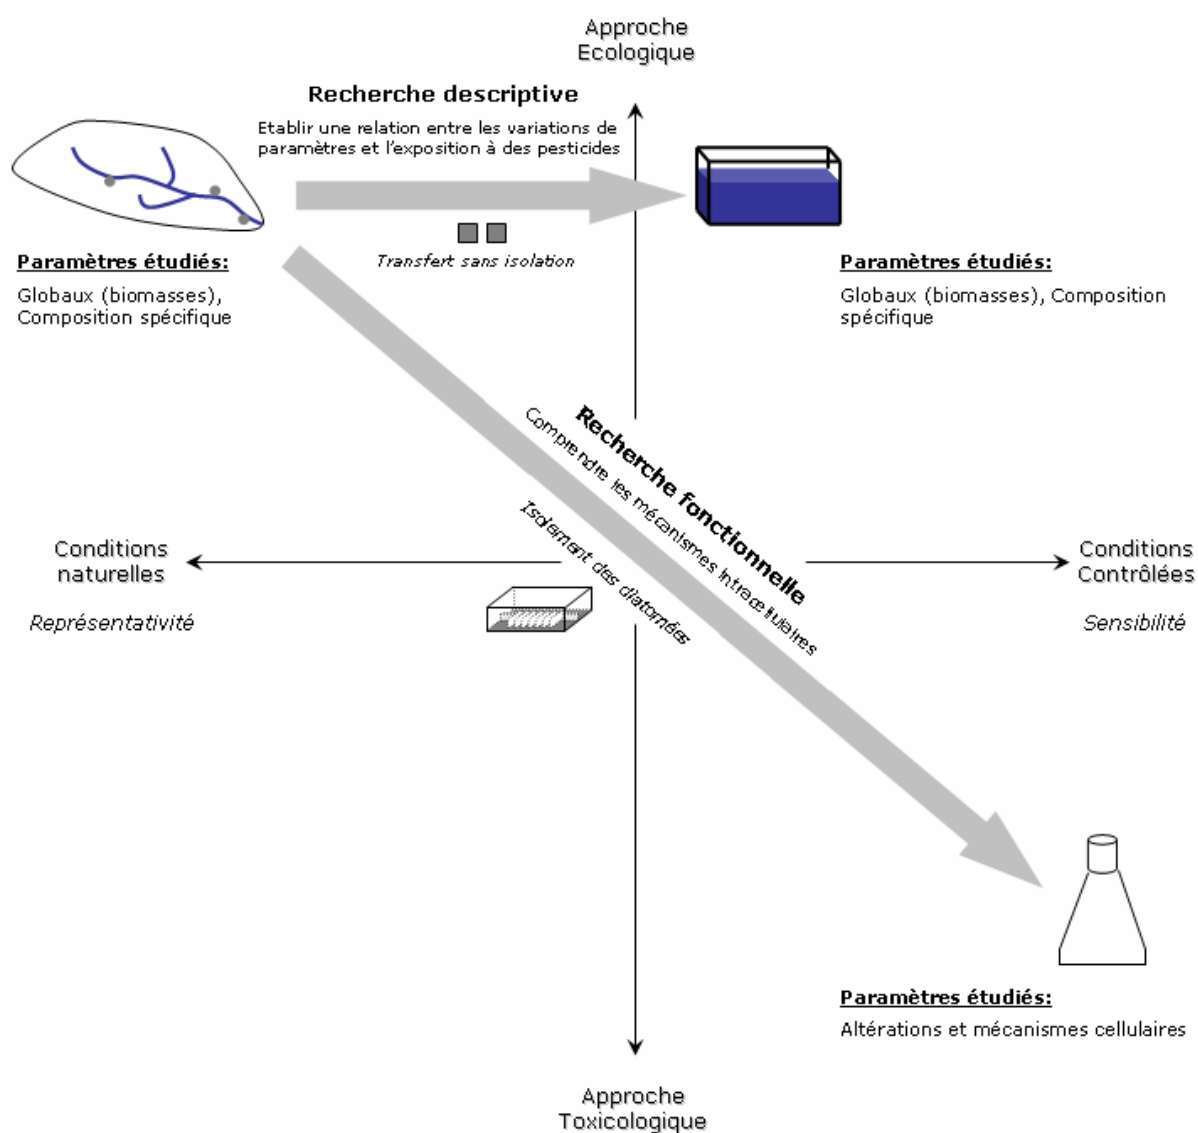 Approche
Ecologique
Recherche descriptive
Etablir une relation entre les variations de
paramètres et l'exposition à des pesticides
Transfert sans isolation
Paramètres étudiés:
Globaux (biomasses),
Composition spécifique
Paramètres étudiés:
Globaux (biomasses), Composition
spécifique
Recherche fonctionnelle
Comprendre les mécanismes intracellulaires
Isolement des diatomées
Conditions
naturelles
Représentativité
Conditions
Contrôlées
Sensibilité
Paramètres étudiés:
Altérations et mécanismes cellulaires
Approche
Toxicologique